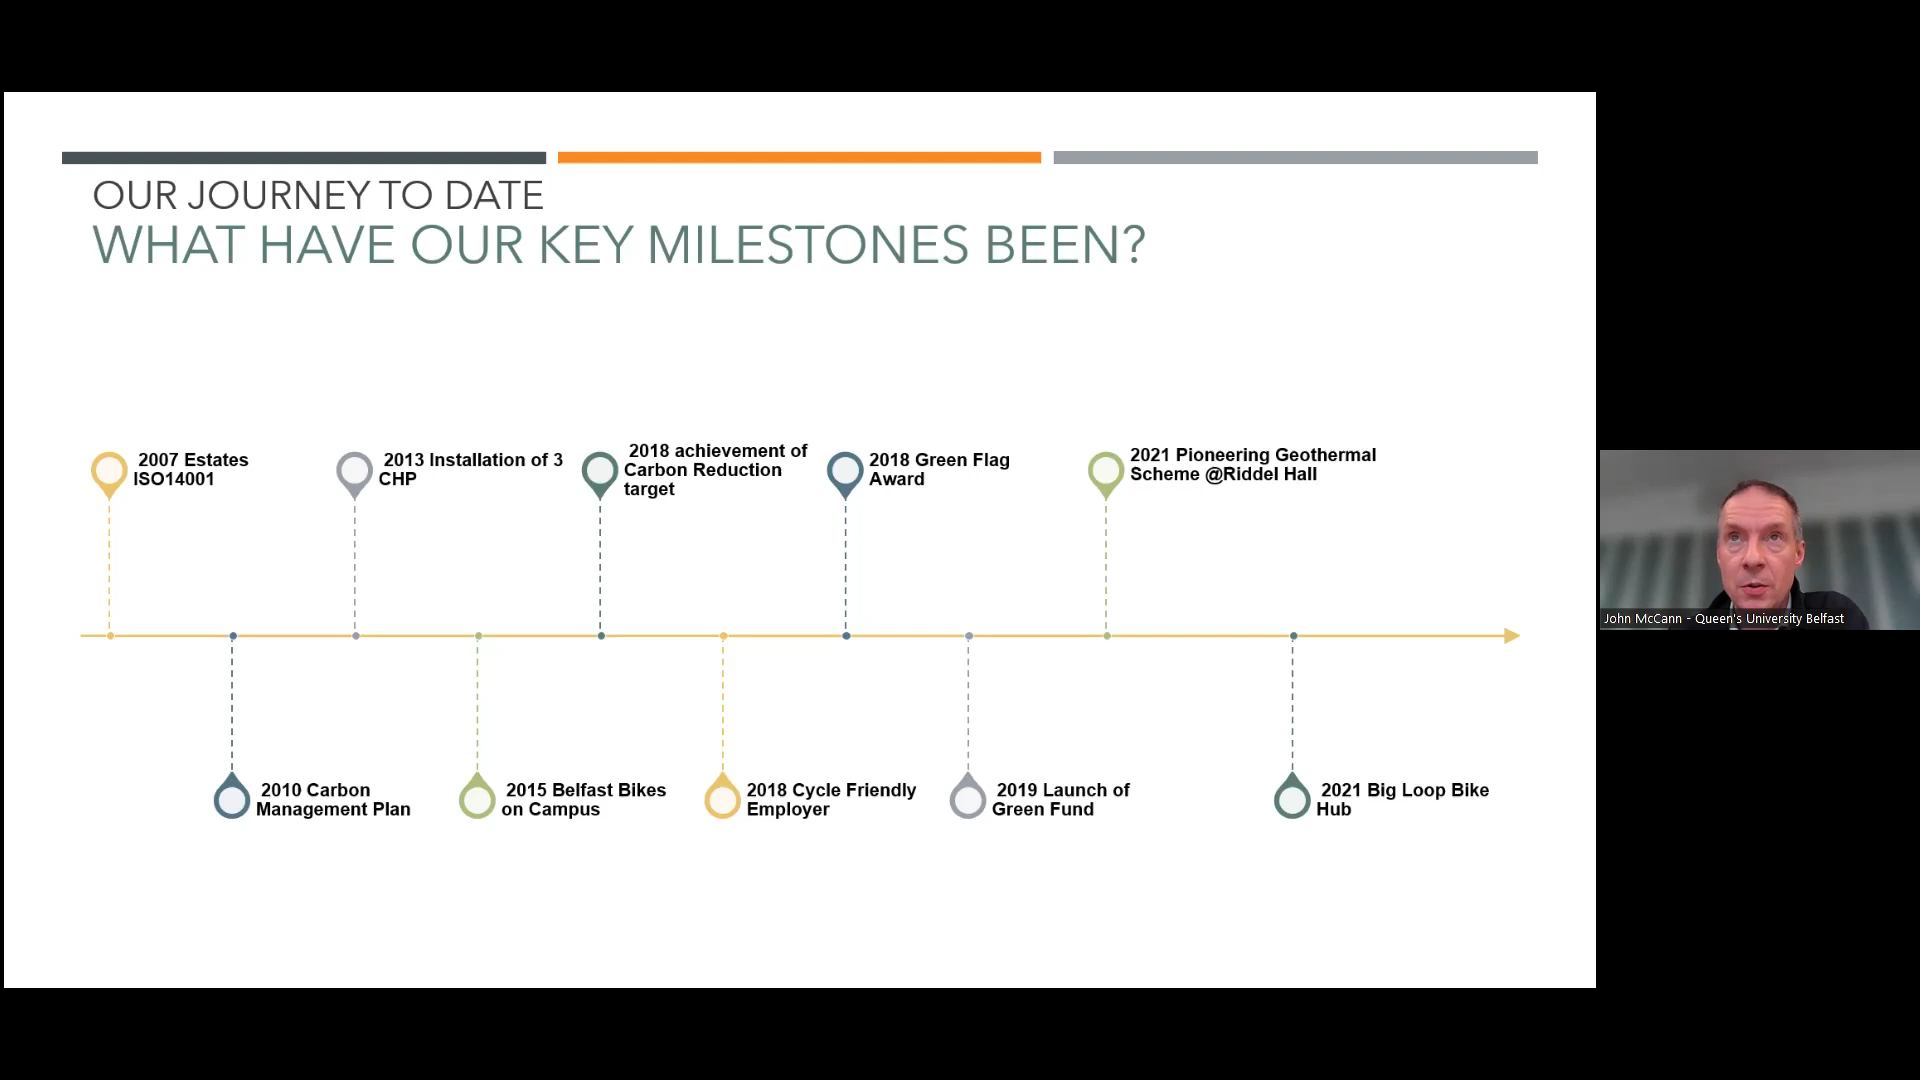 OUR JOURNEY TO DATE
WHAT HAVE OUR KEY MILESTONES BEEN?
2007 Estates
ISO14001
2013 Installation of 3
CHP
2018 achievement of
Carbon Reduction
target
2018 Green Flag
Award
2021 Pioneering Geothermal
Scheme @Riddel Hall
2010 Carbon
Management Plan
2015 Belfast Bikes
on Campus
2018 Cycle Friendly
Employer
2019 Launch of
Green Fund
2021 Big Loop Bike
Hub
John McCann - Queen's University Belfast